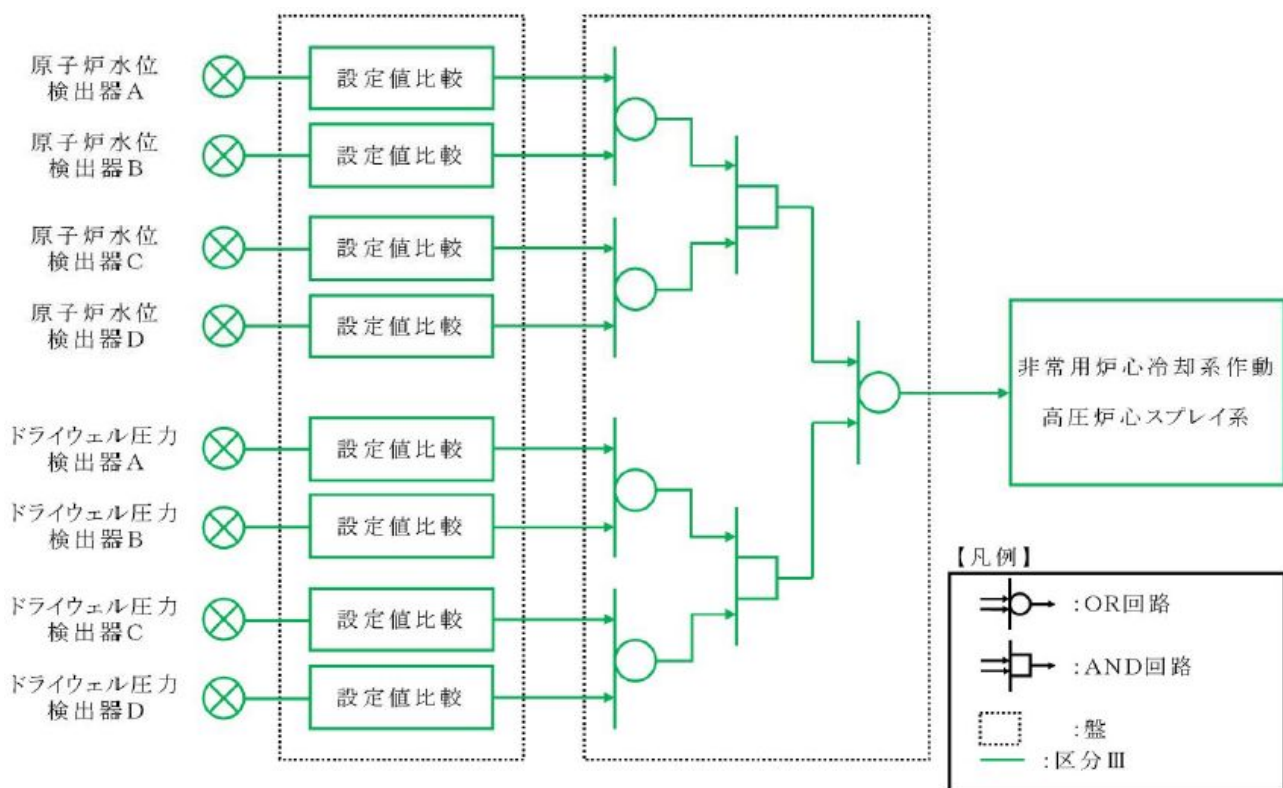 原子炉水位
検出器A
設定値比較
原子炉水位
検出器B
設定値比較
原子炉水位
検出器C
設定値比較
原子炉水位
検出器D
設定値比較
ドライウェル圧力
検出器A
設定値比較
ドライウェル圧力
検出器B
設定値比較
ドライウェル圧力
検出器C
設定値比較
ドライウェル圧力
検出器D
設定値比較
非常用炉心冷却系作動
高圧炉心スプレイ系
【凡例】
:OR回路
:AND回路
:盤
:区分Ⅲ